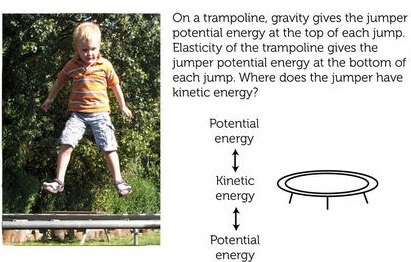 On a trampoline, gravity gives the jumper
potential energy at the top of each jump.
Elasticity of the trampoline gives the
jumper potential energy at the bottom of
each jump. Where does the jumper have
kinetic energy?
Potential
energy
Kinetic
energy
Potential
energy